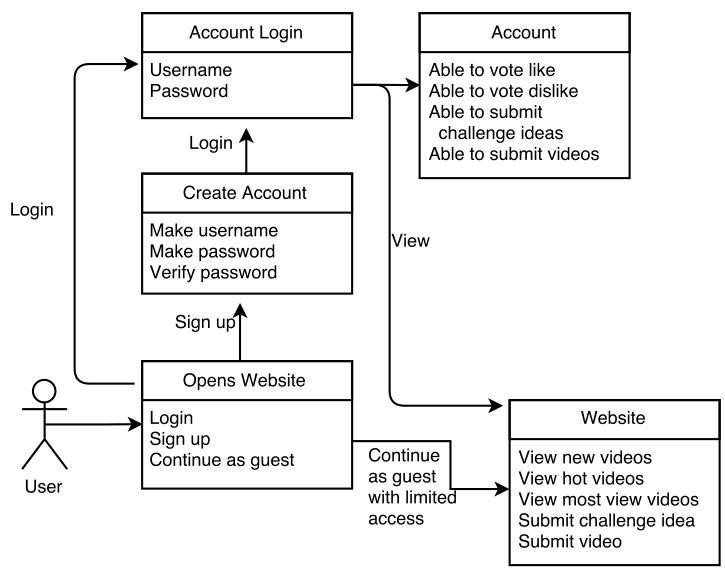 Account Login
Username
Password
Account
Able to vote like
Able to vote dislike
Able to submit
challenge ideas
Able to submit videos
Login
Create Account
Make username
Make password
Verify password
Login
View
Sign up
Opens Website
Login
Sign up
Continue as guest
User
Continue
as guest
with limited
access
Website
View new videos
View hot videos
View most view videos
Submit challenge idea
Submit video